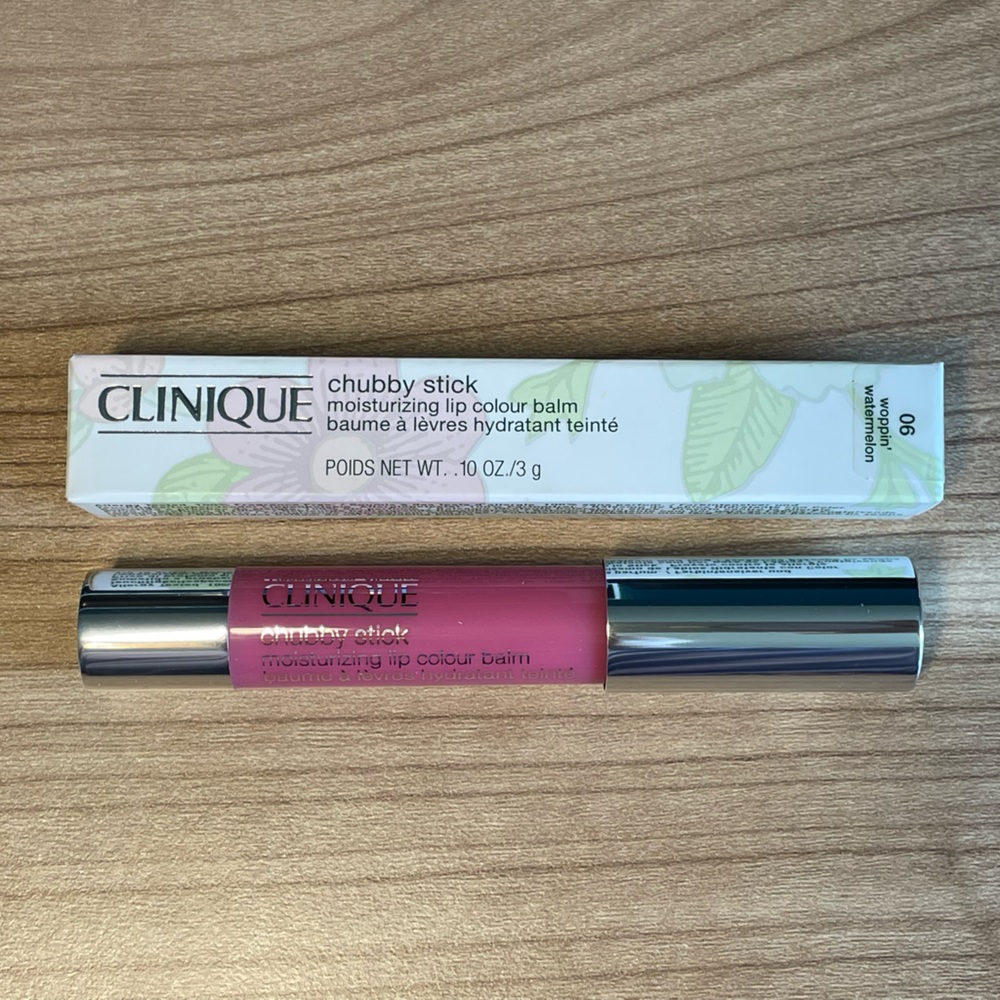 CLINIQUE
chubby stick
moisturizing lip colour balm
baume à lèvres hydratant teinté
POIDS NET WT. .10 OZ./3 g
06
woppin'
watermelon
CLINIQUE
chubby stick
moisturizing lip colour balm
baume à lèvres hydratant teinté